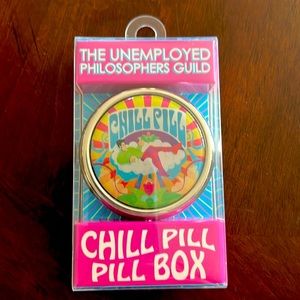 THE UNEMPLOYED
PHILOSOPHERS GUILD
CHILL PILL
CHILL PILL
PILL BOX